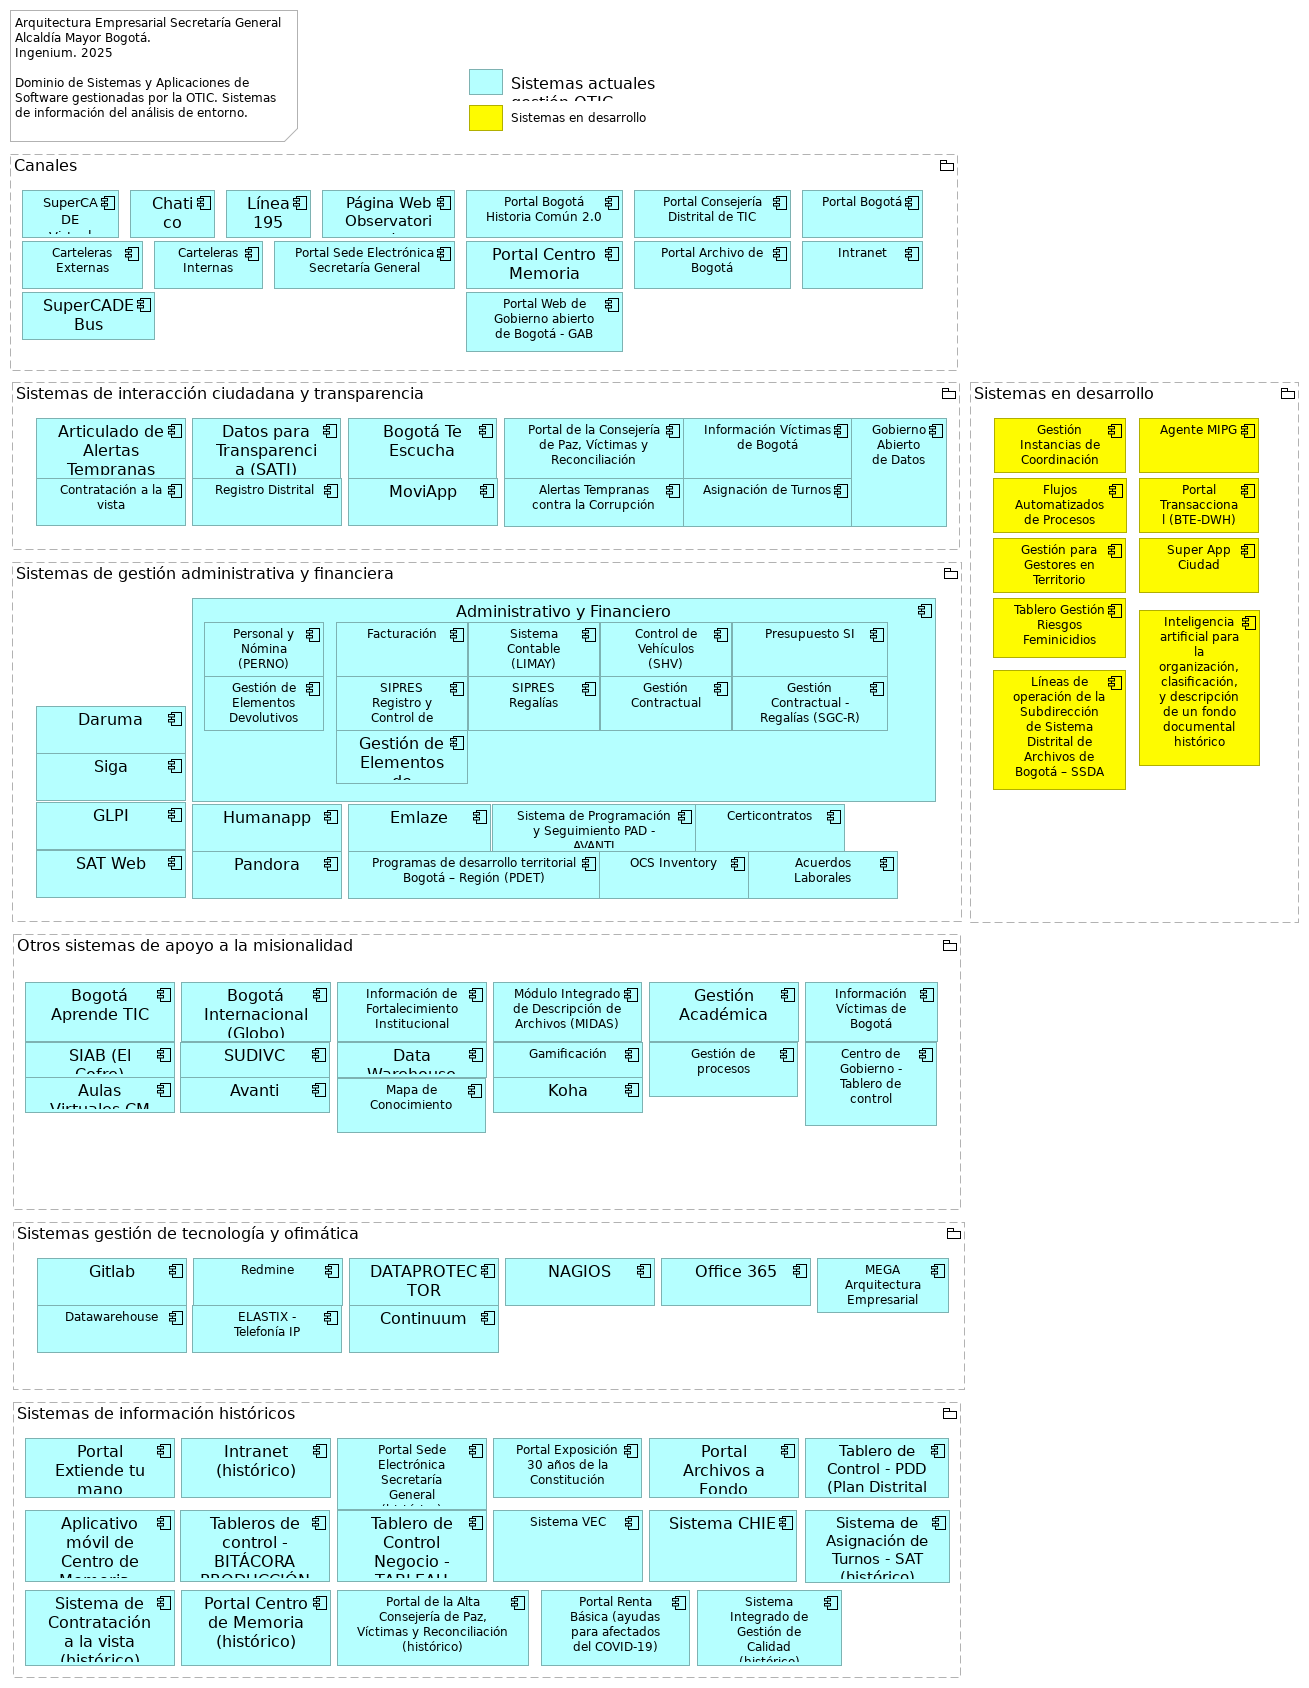 Arquitectura Empresarial Secretaría General
Alcaldía Mayor Bogotá.
Ingenium. 2025
Dominio de Sistemas y Aplicaciones de
Software gestionadas por la OTIC. Sistemas
de información del análisis de entorno.
Sistemas actuales
gestión OTIC
Sistemas en desarrollo
Canales
SuperCA
DE
Virtual
Chati
co
Línea
195
Página Web
Observatori
Portal Bogotá
Historia Común 2.0
Portal Consejería
Distrital de TIC
Portal Bogotá
Carteleras
Externas
Carteleras
Internas
Portal Sede Electrónica
Secretaría General
Portal Centro
Memoria
Portal Archivo de
Bogotá
Intranet
SuperCADE
Bus
Portal Web de
Gobierno abierto
de Bogotá - GAB
Sistemas de interacción ciudadana y transparencia
Articulado de
Alertas
Tempranas
Datos para
Transparenci
a (SATI)
Bogotá Te
Escucha
Portal de la Consejería
de Paz, Víctimas y
Reconciliación
Información Víctimas
de Bogotá
Gobierno
Abierto
de Datos
Contratación a la
vista
Registro Distrital
MoviApp
Alertas Tempranas
contra la Corrupción
Asignación de Turnos
Sistemas en desarrollo
Gestión
Instancias de
Coordinación
Agente MIPG
Flujos
Automatizados
de Procesos
Portal
Transacciona
l (BTE-DWH)
Gestión para
Gestores en
Territorio
Super App
Ciudad
Tablero Gestión
Riesgos
Feminicidios
Inteligencia
artificial para
la
organización,
clasificación,
y descripción
de un fondo
documental
histórico
Líneas de
operación de la
Subdirección
de Sistema
Distrital de
Archivos de
Bogotá – SSDA
Sistemas de gestión administrativa y financiera
Administrativo y Financiero
Personal y
Nómina
(PERNO)
Facturación
Sistema
Contable
(LIMAY)
Control de
Vehículos
(SHV)
Presupuesto SI
Gestión de
Elementos
Devolutivos
SIPRES
Registro y
Control de
SIPRES
Regalías
Gestión
Contractual
Gestión
Contractual -
Regalías (SGC-R)
Gestión de
Elementos
de
Daruma
Siga
GLPI
SAT Web
Humanapp
Emlaze
Sistema de Programación
y Seguimiento PAD -
AVANTI
Certicontratos
Pandora
Programas de desarrollo territorial
Bogotá – Región (PDET)
OCS Inventory
Acuerdos
Laborales
Otros sistemas de apoyo a la misionalidad
Bogotá
Aprende TIC
Bogotá
Internacional
(Globo)
Información de
Fortalecimiento
Institucional
Módulo Integrado
de Descripción de
Archivos (MIDAS)
Gestión
Académica
Información
Víctimas de
Bogotá
SIAB (El
Cofre)
SUDIVC
Data
Warehouse
Gamificación
Gestión de
procesos
Centro de
Gobierno -
Tablero de
control
Aulas
Virtuales CM
Avanti
Mapa de
Conocimiento
Koha
Sistemas gestión de tecnología y ofimática
Gitlab
Redmine
DATAPROTEC
TOR
NAGIOS
Office 365
MEGA
Arquitectura
Empresarial
Datawarehouse
ELASTIX -
Telefonía IP
Continuum
Sistemas de información históricos
Portal
Extiende tu
mano
Intranet
(histórico)
Portal Sede
Electrónica
Secretaría
General
(histórico)
Portal Exposición
30 años de la
Constitución
Portal
Archivos a
Fondo
Tablero de
Control - PDD
(Plan Distrital
Aplicativo
móvil de
Centro de
Memoria
Tableros de
control -
BITÁCORA
PRODUCCIÓN
Tablero de
Control
Negocio -
TABLEAU
Sistema VEC
Sistema CHIE
Sistema de
Asignación de
Turnos - SAT
(histórico)
Sistema de
Contratación
a la vista
(histórico)
Portal Centro
de Memoria
(histórico)
Portal de la Alta
Consejería de Paz,
Víctimas y Reconciliación
(histórico)
Portal Renta
Básica (ayudas
para afectados
del COVID-19)
Sistema
Integrado de
Gestión de
Calidad
(histórico)